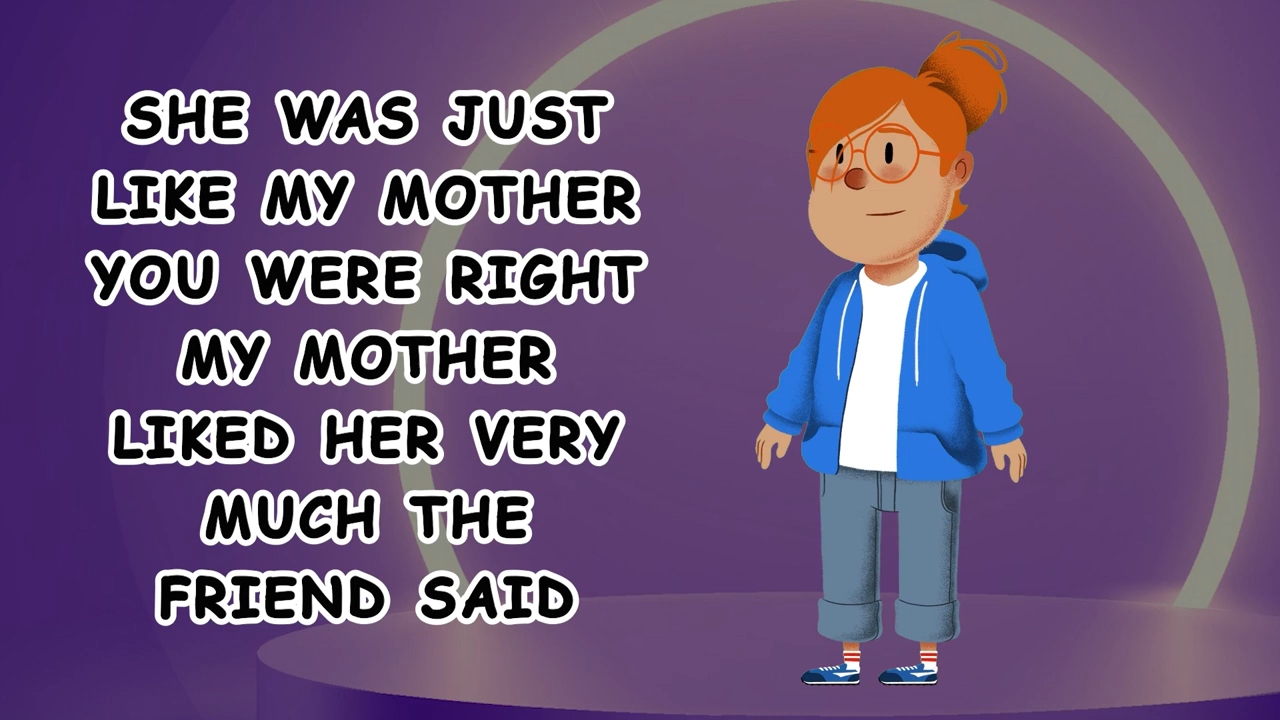 SHE WAS JUST
LIKE MY MOTHER
YOU WERE RIGHT
MY MOTHER
LIKED HER VERY
MUCH THE
FRIEND SAID